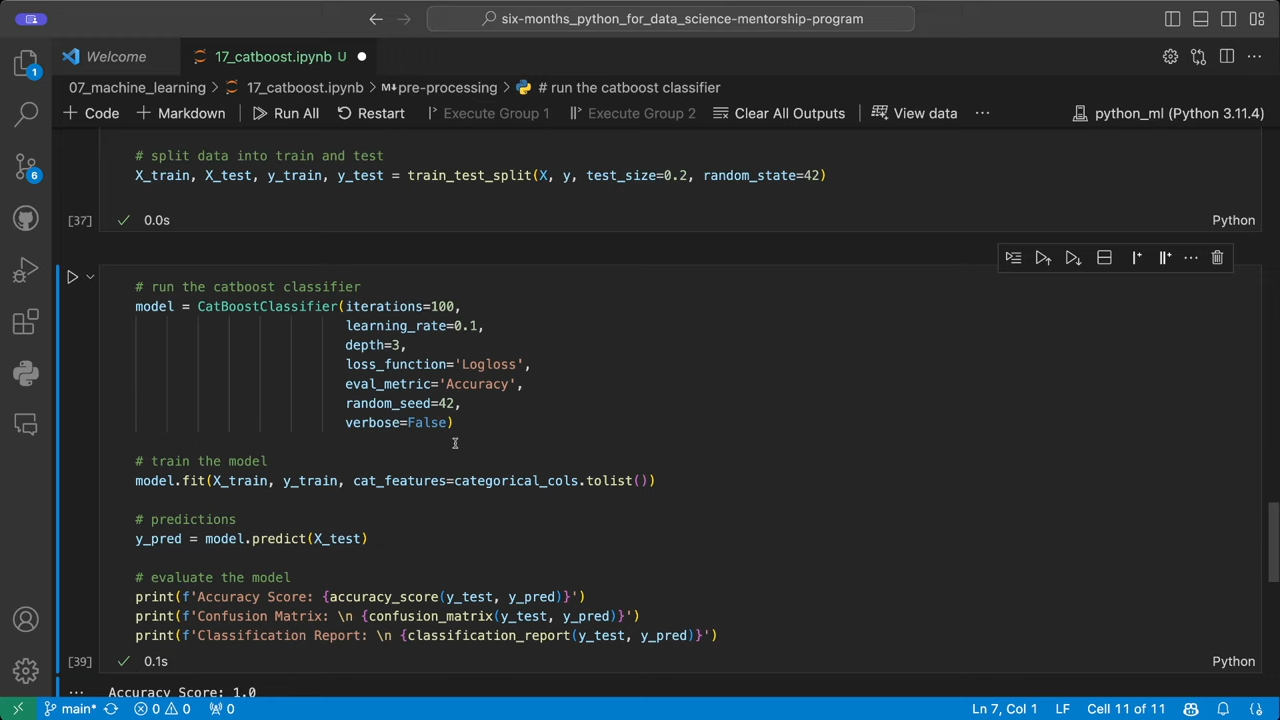 six-months_python_for_data_science-mentorship-program
Welcome
17_catboost.ipynb U
1
07_machine_learning > 17_catboost.ipynb > M↓pre-processing > # run the catboost classifier
+ Code + Markdown Run All Restart Execute Group 1 Execute Group 2 Clear All Outputs View data ··· python_ml (Python 3.11.4)
# split data into train and test
X_train, X_test, y_train, y_test = train_test_split(X, y, test_size=0.2, random_state=42)
6
[37] ✓ 0.0s Python
# run the catboost classifier
model = CatBoostClassifier(iterations=100,
learning_rate=0.1,
depth=3,
loss_function='Logloss',
eval_metric='Accuracy',
random_seed=42,
verbose=False)
# train the model
model.fit(X_train, y_train, cat_features=categorical_cols.tolist())
# predictions
y_pred = model.predict(X_test)
# evaluate the model
print(f'Accuracy Score: {accuracy_score(y_test, y_pred)}')
print(f'Confusion Matrix: \n {confusion_matrix(y_test, y_pred)}')
print(f'Classification Report: \n {classification_report(y_test, y_pred)}')
[39] ✓ 0.1s Python
··· Accuracy Score: 1.0
main* 0 0 0 Ln 7, Col 1 LF Cell 11 of 11